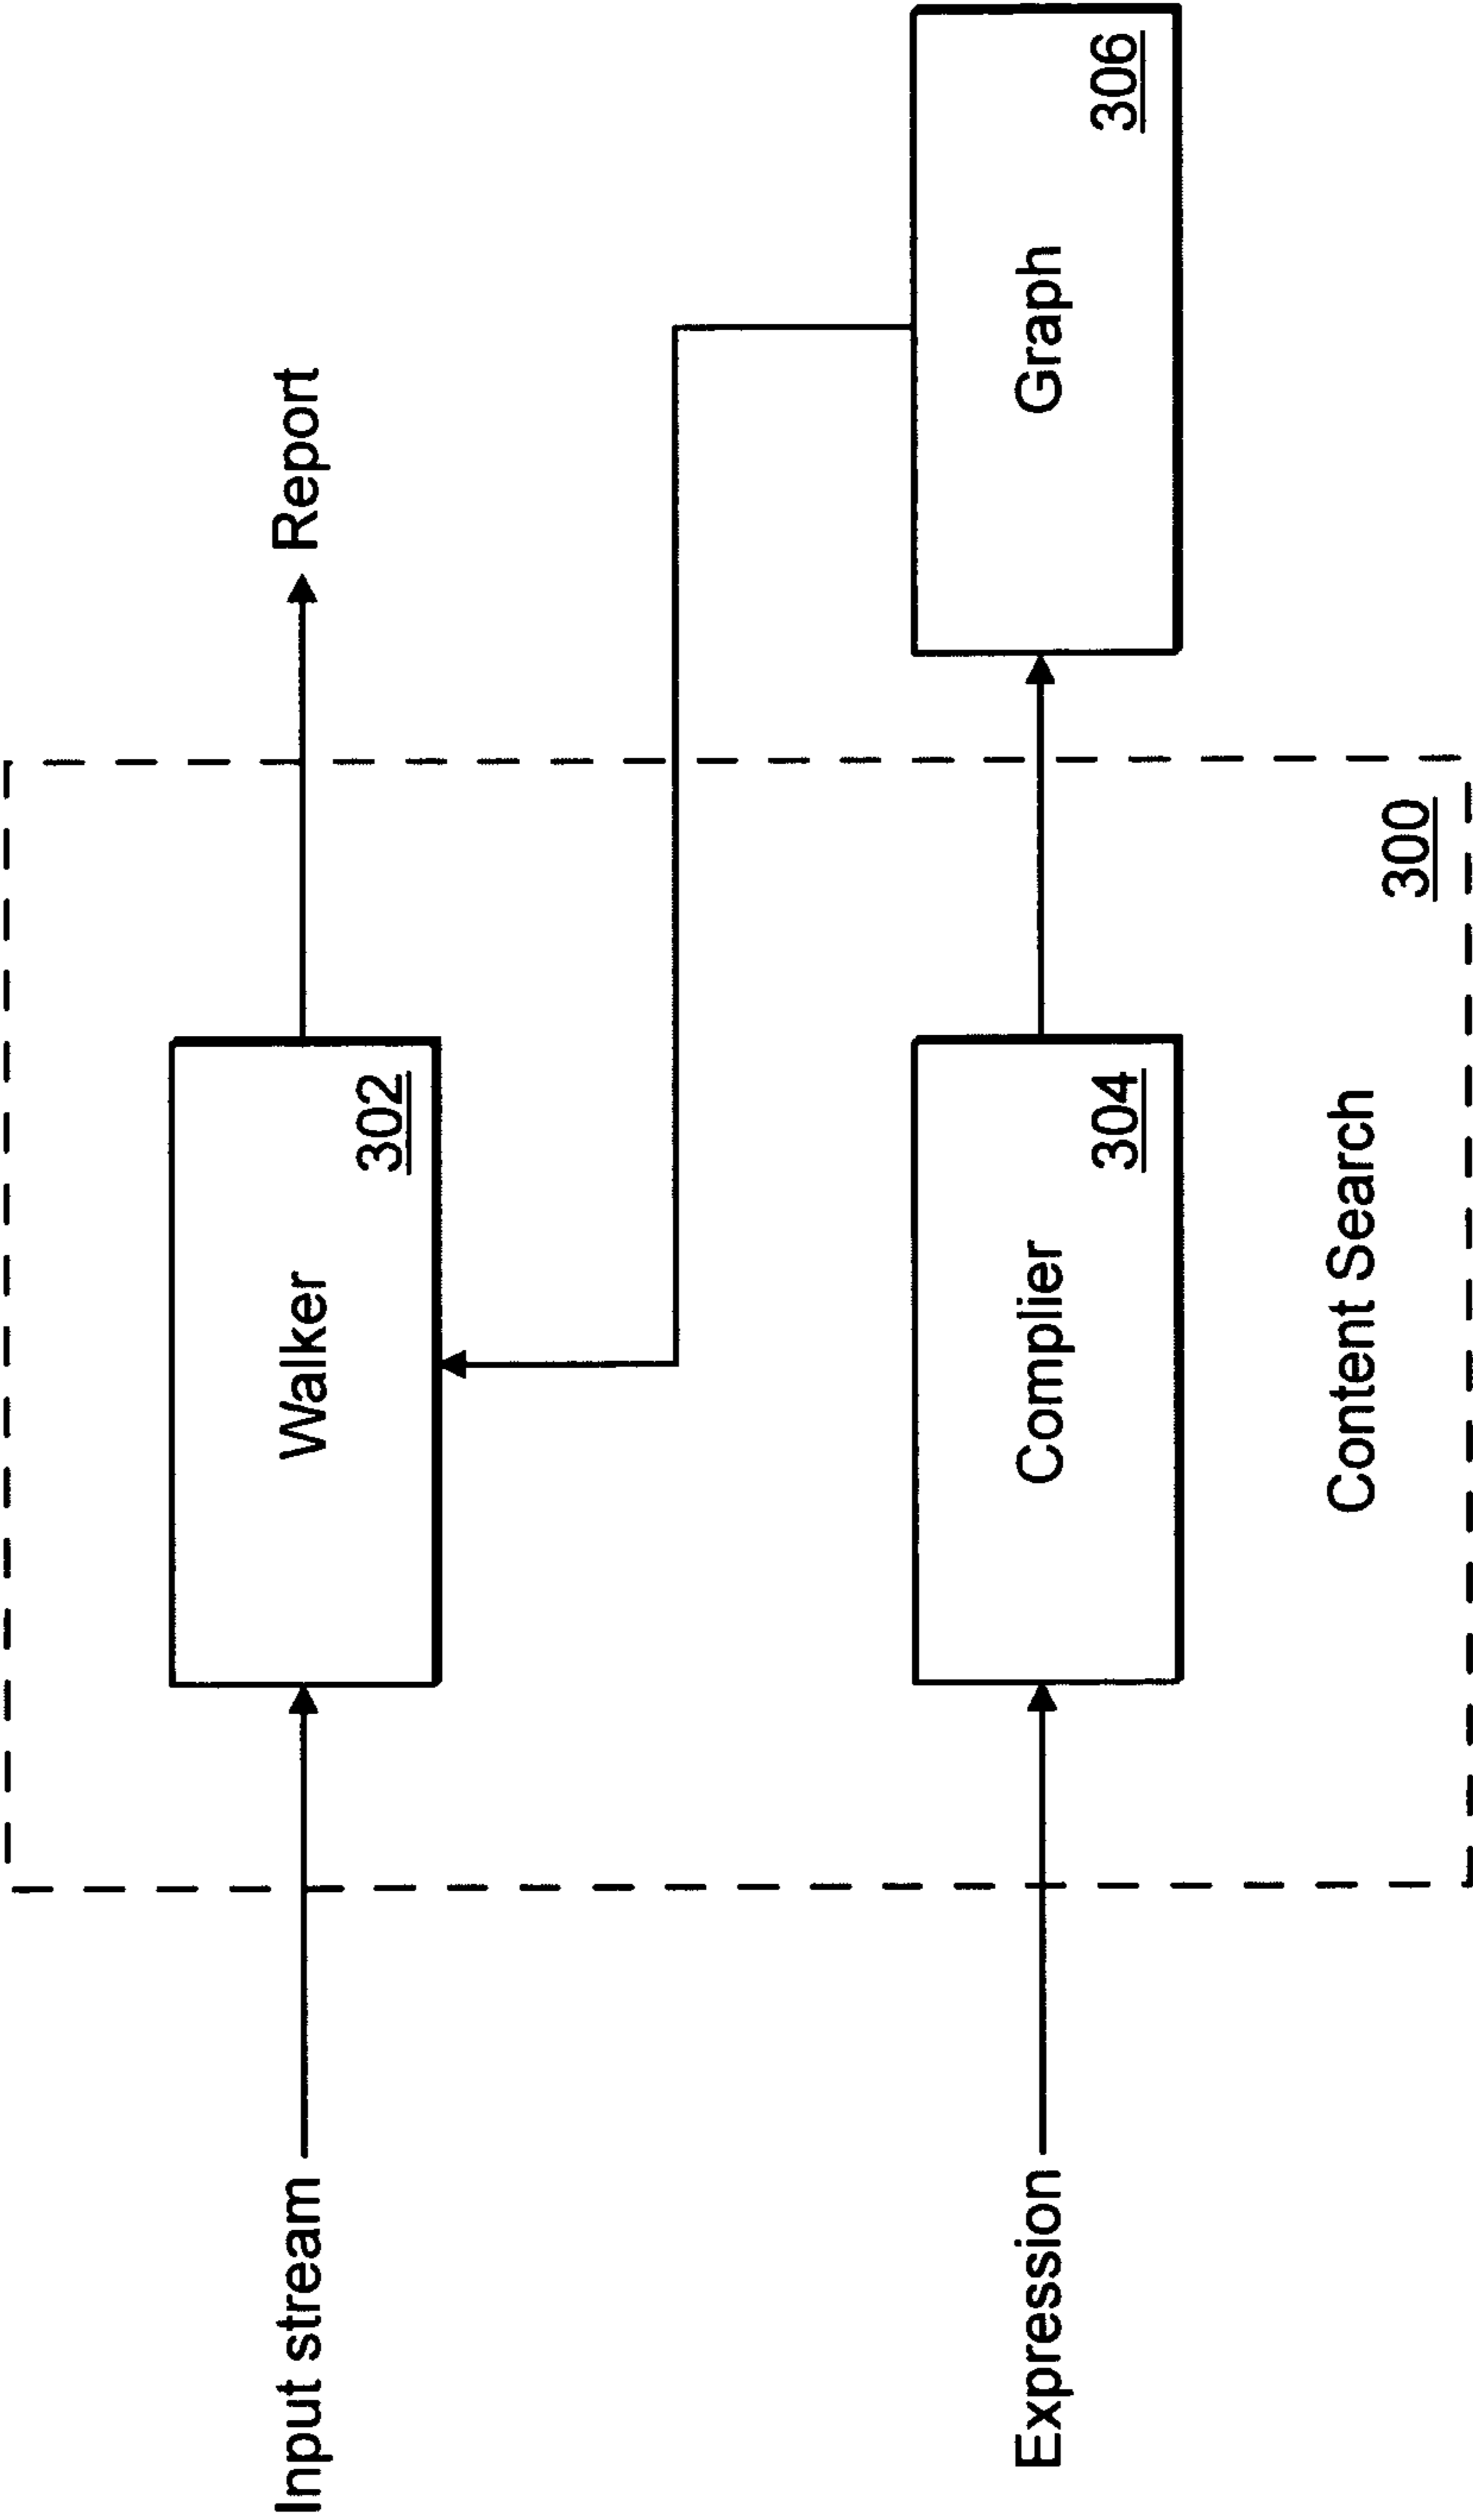 Input stream
Walker
302
Report
Expression
Complier
304
Graph
306
Content Search
300